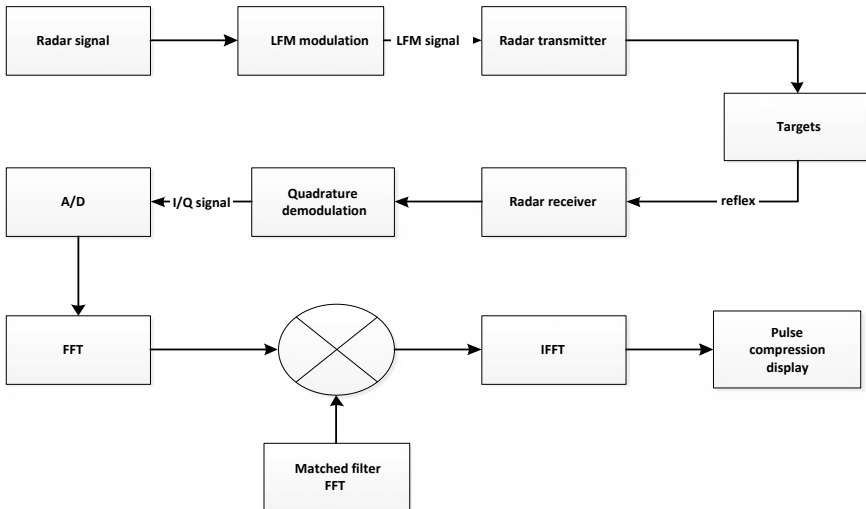 Radar signal
LFM modulation
LFM signal
Radar transmitter
Targets
A/D
I/Q signal
Quadrature
demodulation
Radar receiver
reflex
FFT
IFFT
Pulse
compression
display
Matched filter
FFT